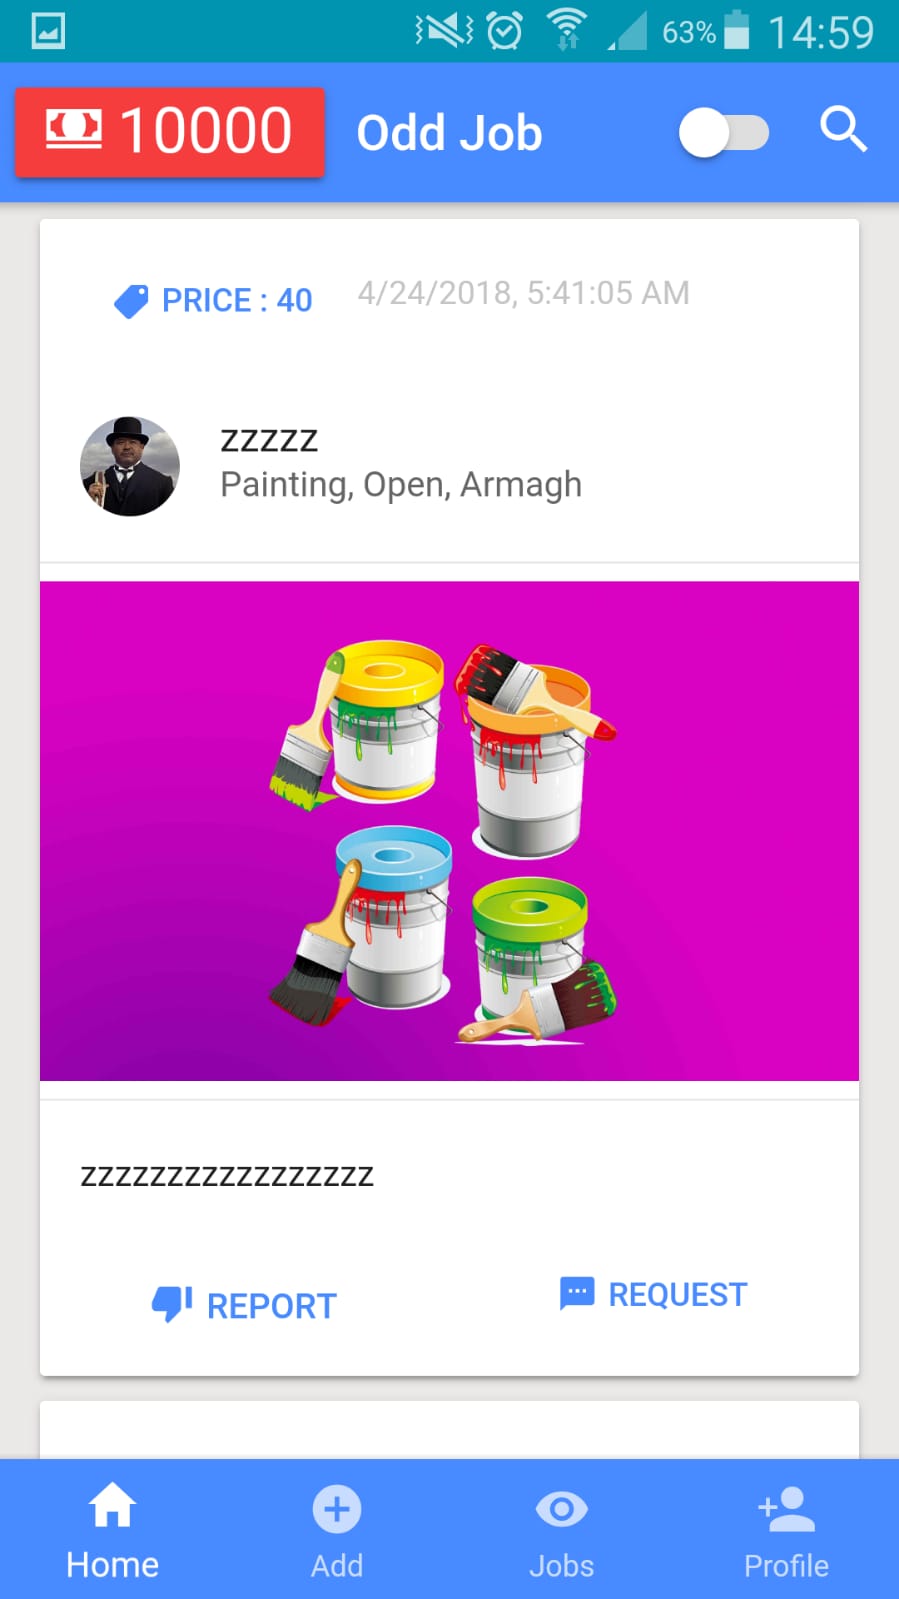 63% 14:59
10000 Odd Job
PRICE : 40 4/24/2018, 5:41:05 AM
zzzzz
Painting, Open, Armagh
zzzzzzzzzzzzzzzzz
REPORT REQUEST
Home Add Jobs Profile